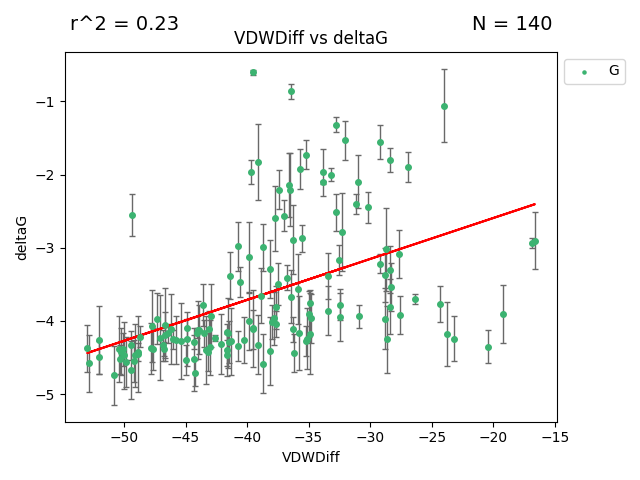 r^2 = 0.23 N = 140
VDWDiff vs deltaG
G
−1
−2
−3
−4
−5
deltaG
−50 −45 −40 −35 −30 −25 −20 −15
VDWDiff